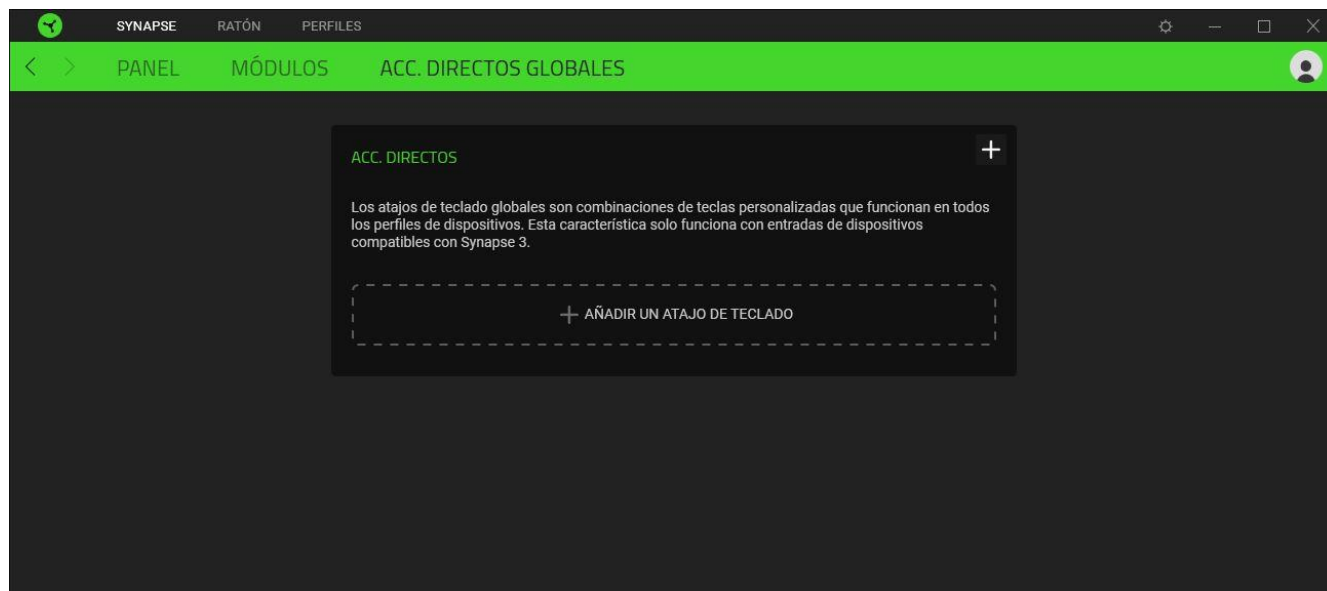 SYNAPSE RATÓN PERFILES
PANEL MÓDULOS ACC. DIRECTOS GLOBALES
ACC. DIRECTOS
Los atajos de teclado globales son combinaciones de teclas personalizadas que funcionan en todos
los perfiles de dispositivos. Esta característica solo funciona con entradas de dispositivos
compatibles con Synapse 3.
AÑADIR UN ATAJO DE TECLADO